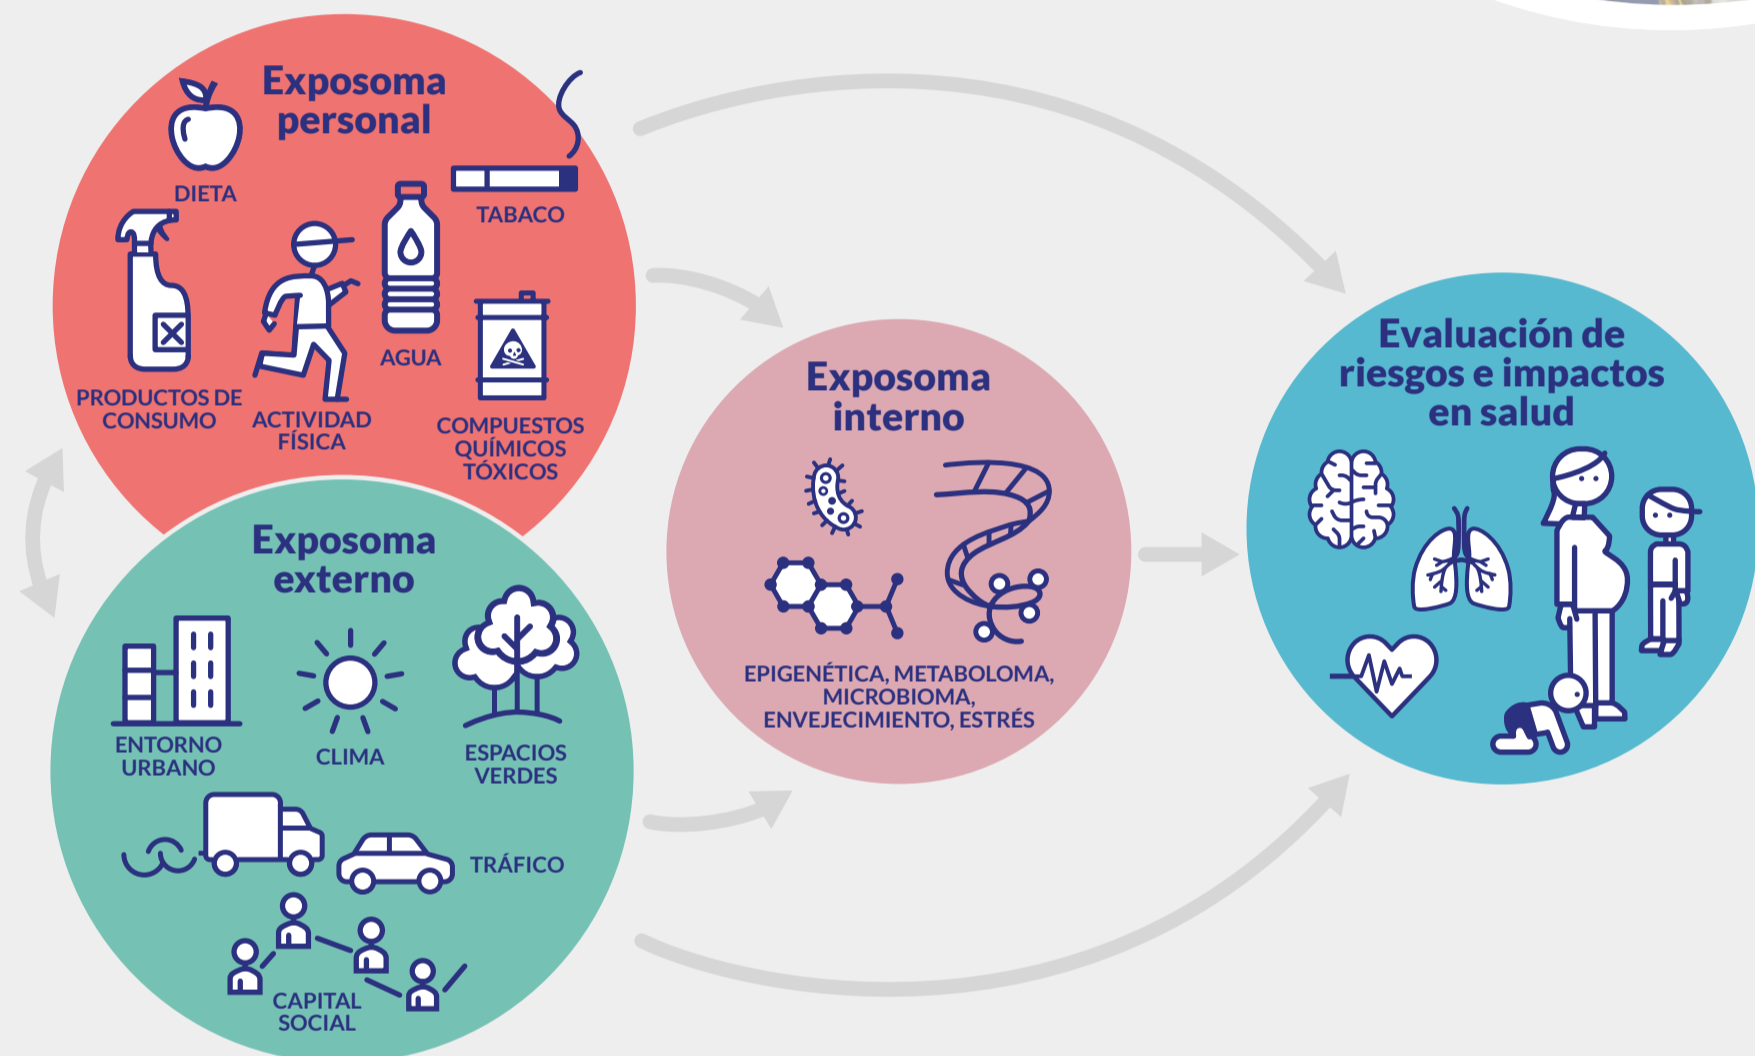 Exposoma
personal
DIETA
TABACO
PRODUCTOS DE
CONSUMO
ACTIVIDAD
FÍSICA
AGUA
COMPUESTOS
QUÍMICOS
TÓXICOS
Exposoma
externo
ENTORNO
URBANO
CLIMA
ESPACIOS
VERDES
TRÁFICO
CAPITAL
SOCIAL
Exposoma
interno
EPIGENÉTICA, METABOLOMA,
MICROBIOMA,
ENVEJECIMIENTO, ESTRÉS
Evaluación de
riesgos e impactos
en salud